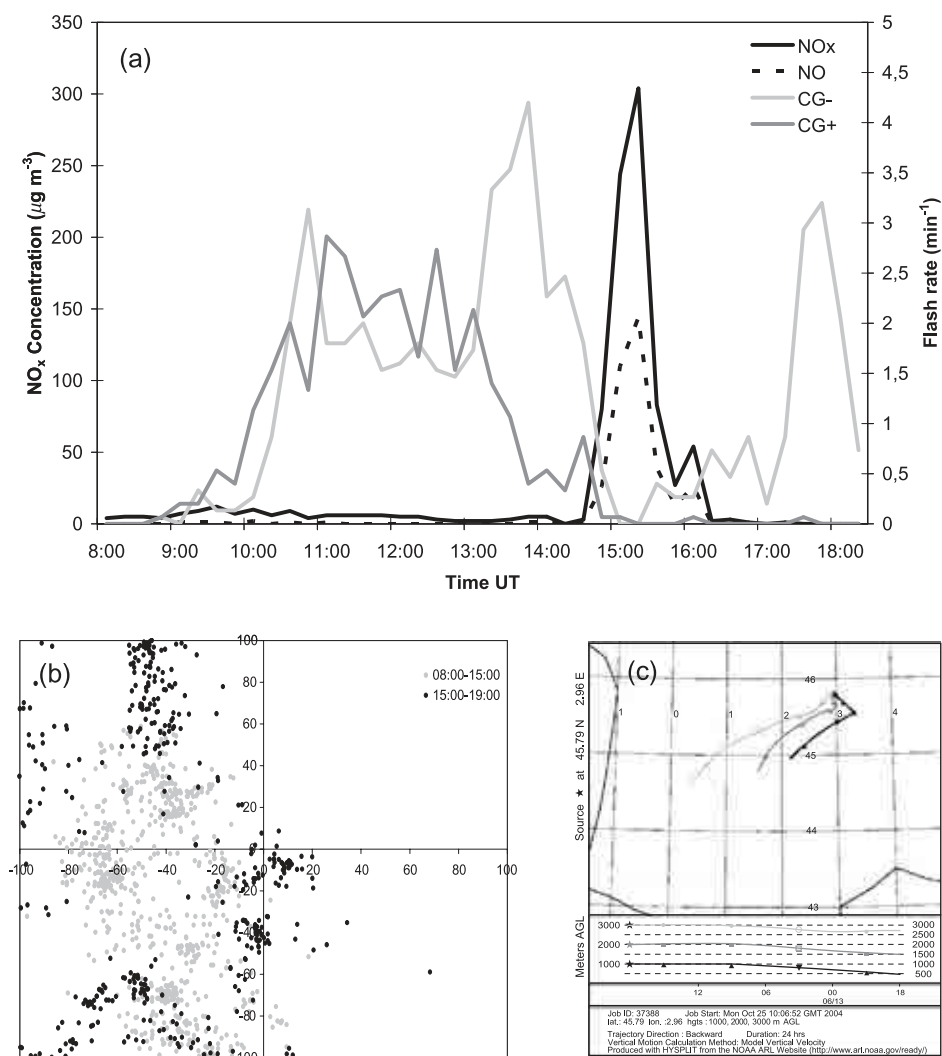 350
300
250
200
150
100
50
0
NOx Concentration (µg m-3)
(a)
NOx
NO
CG-
CG+
5
4,5
4
3,5
3
2,5
2
1,5
1
0,5
0
Flash rate (min-1)
8:00 9:00 10:00 11:00 12:00 13:00 14:00 15:00 16:00 17:00 18:00
Time UT
(b)
100
80
60
40
20
0
-20
-40
-60
-80
-100
-100 -80 -60 -40 -20 0 20 40 60 80 100
08:00-15:00
15:00-19:00
(c)
46
1 0 1 2 3 4
45
44
43
Source ★ at 45.79 N 2.96 E
Meters AGL
3000
2000
1000
3000
2500
2000
1500
1000
500
12 06 00 18
06/13
Job ID: 37388 Job Start: Mon Oct 25 10:06:52 GMT 2004
lat.: 45.79 lon. :2.96 hgts :1000, 2000, 3000 m AGL
Trajectory Direction : Backward Duration: 24 hrs
Vertical Motion Calculation Method: Model Vertical Velocity
Produced with HYSPLIT from the NOAA ARL Website (http://www.arl.noaa.gov/ready/)